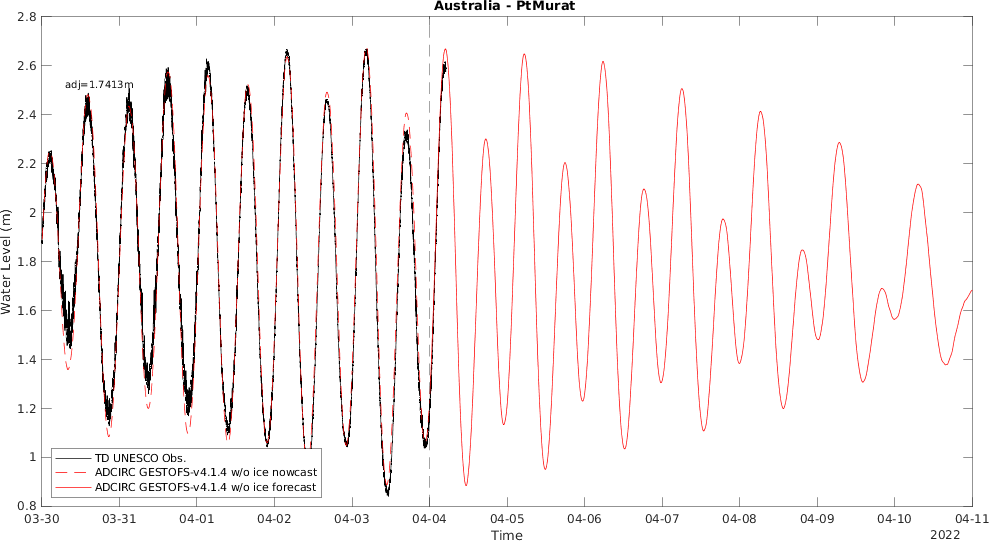 Australia - PtMurat
2.8
2.6
2.4
2.2
2
1.8
1.6
1.4
1.2
1
0.8
Water Level (m)
adj=1.7413m
TD UNESCO Obs.
ADCIRC GESTOFS-v4.1.4 w/o ice nowcast
ADCIRC GESTOFS-v4.1.4 w/o ice forecast
03-30 03-31 04-01 04-02 04-03 04-04 04-05 04-06 04-07 04-08 04-09 04-10 04-11
Time
2022